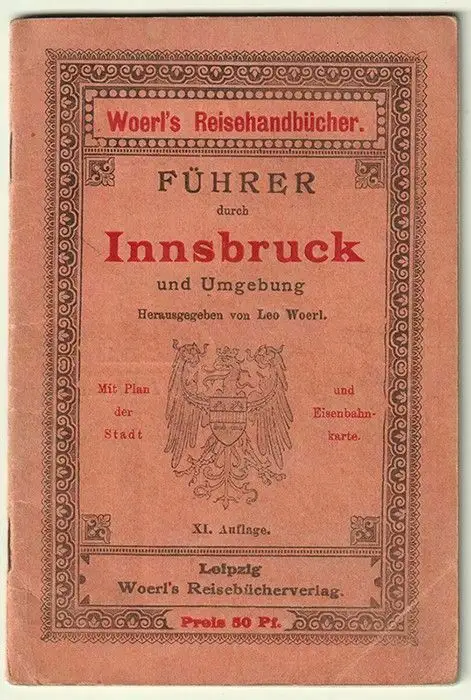 Woerl's Reisehandbücher.
FÜHRER
durch
Innsbruck
und Umgebung
Herausgegeben von Leo Woerl.
Mit Plan
der
Stadt
und
Eisenbahn-
karte.
XI. Auflage.
Leipzig
Woerl's Reisebücherverlag.
Preis 50 Pf.